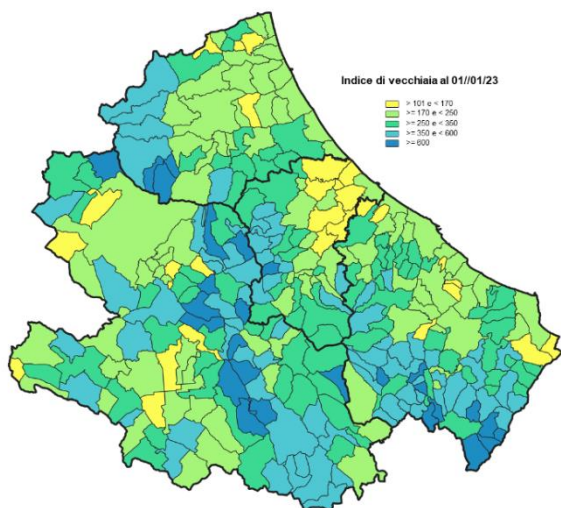 Indice di vecchiaia al 01//01/23
> 101 e < 170
>= 170 e < 250
>= 250 e < 350
>= 350 e < 600
>= 600